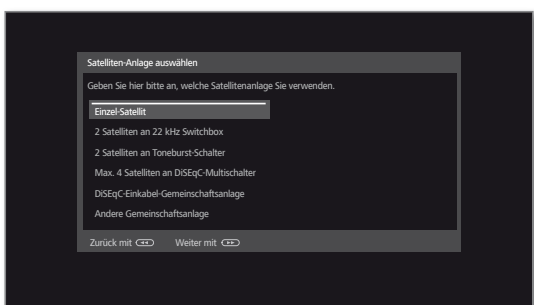 Satelliten-Anlage auswählen
Geben Sie hier bitte an, welche Satellitenanlage Sie verwenden.
Einzel-Satellit
2 Satelliten an 22 kHz Switchbox
2 Satelliten an Toneburst-Schalter
Max. 4 Satelliten an DiSEqC-Multischalter
DiSEqC-Einkabel-Gemeinschaftsanlage
Andere Gemeinschaftsanlage
Zurück mit Weiter mit